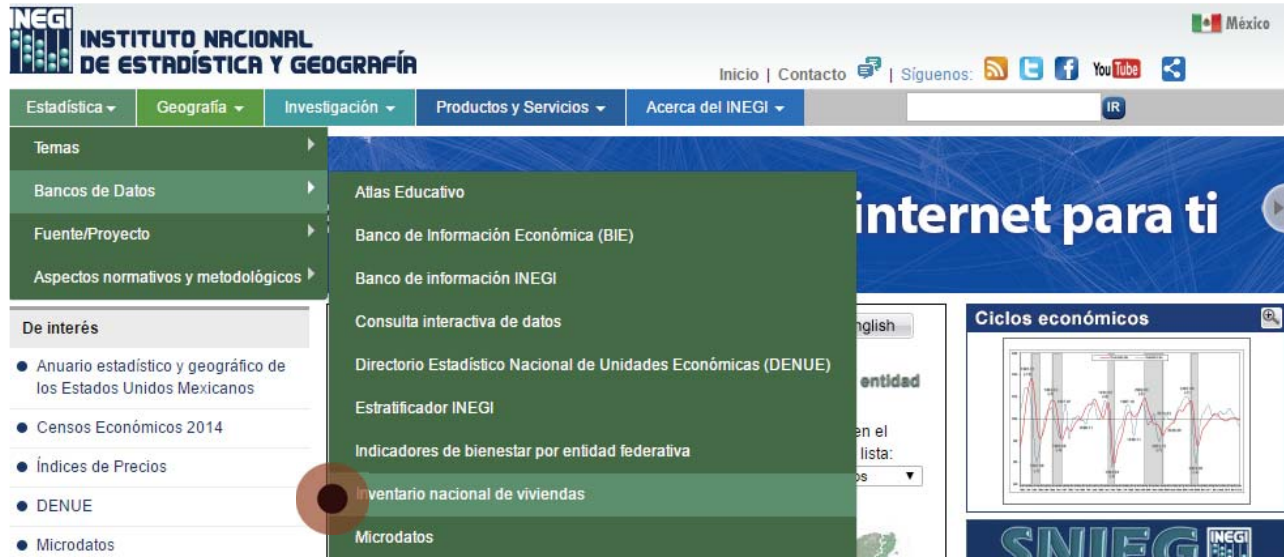 INEGI
INSTITUTO NACIONAL
DE ESTADÍSTICA Y GEOGRAFÍA
México
Inicio | Contacto | Síguenos: You Tube
Estadística Geografía Investigación Productos y Servicios Acerca del INEGI IR
Temas
Bancos de Datos
Fuente/Proyecto
Aspectos normativos y metodológicos
Atlas Educativo
Banco de Información Económica (BIE)
Banco de información INEGI
Consulta interactiva de datos
Directorio Estadístico Nacional de Unidades Económicas (DENUE)
Estratificador INEGI
Indicadores de bienestar por entidad federativa
Inventario nacional de viviendas
Microdatos
internet para ti
De interés
Anuario estadístico y geográfico de
los Estados Unidos Mexicanos
Censos Económicos 2014
Índices de Precios
DENUE
Microdatos
nglish
entidad
en el
lista:
os
Ciclos económicos
SNIEG INEGI